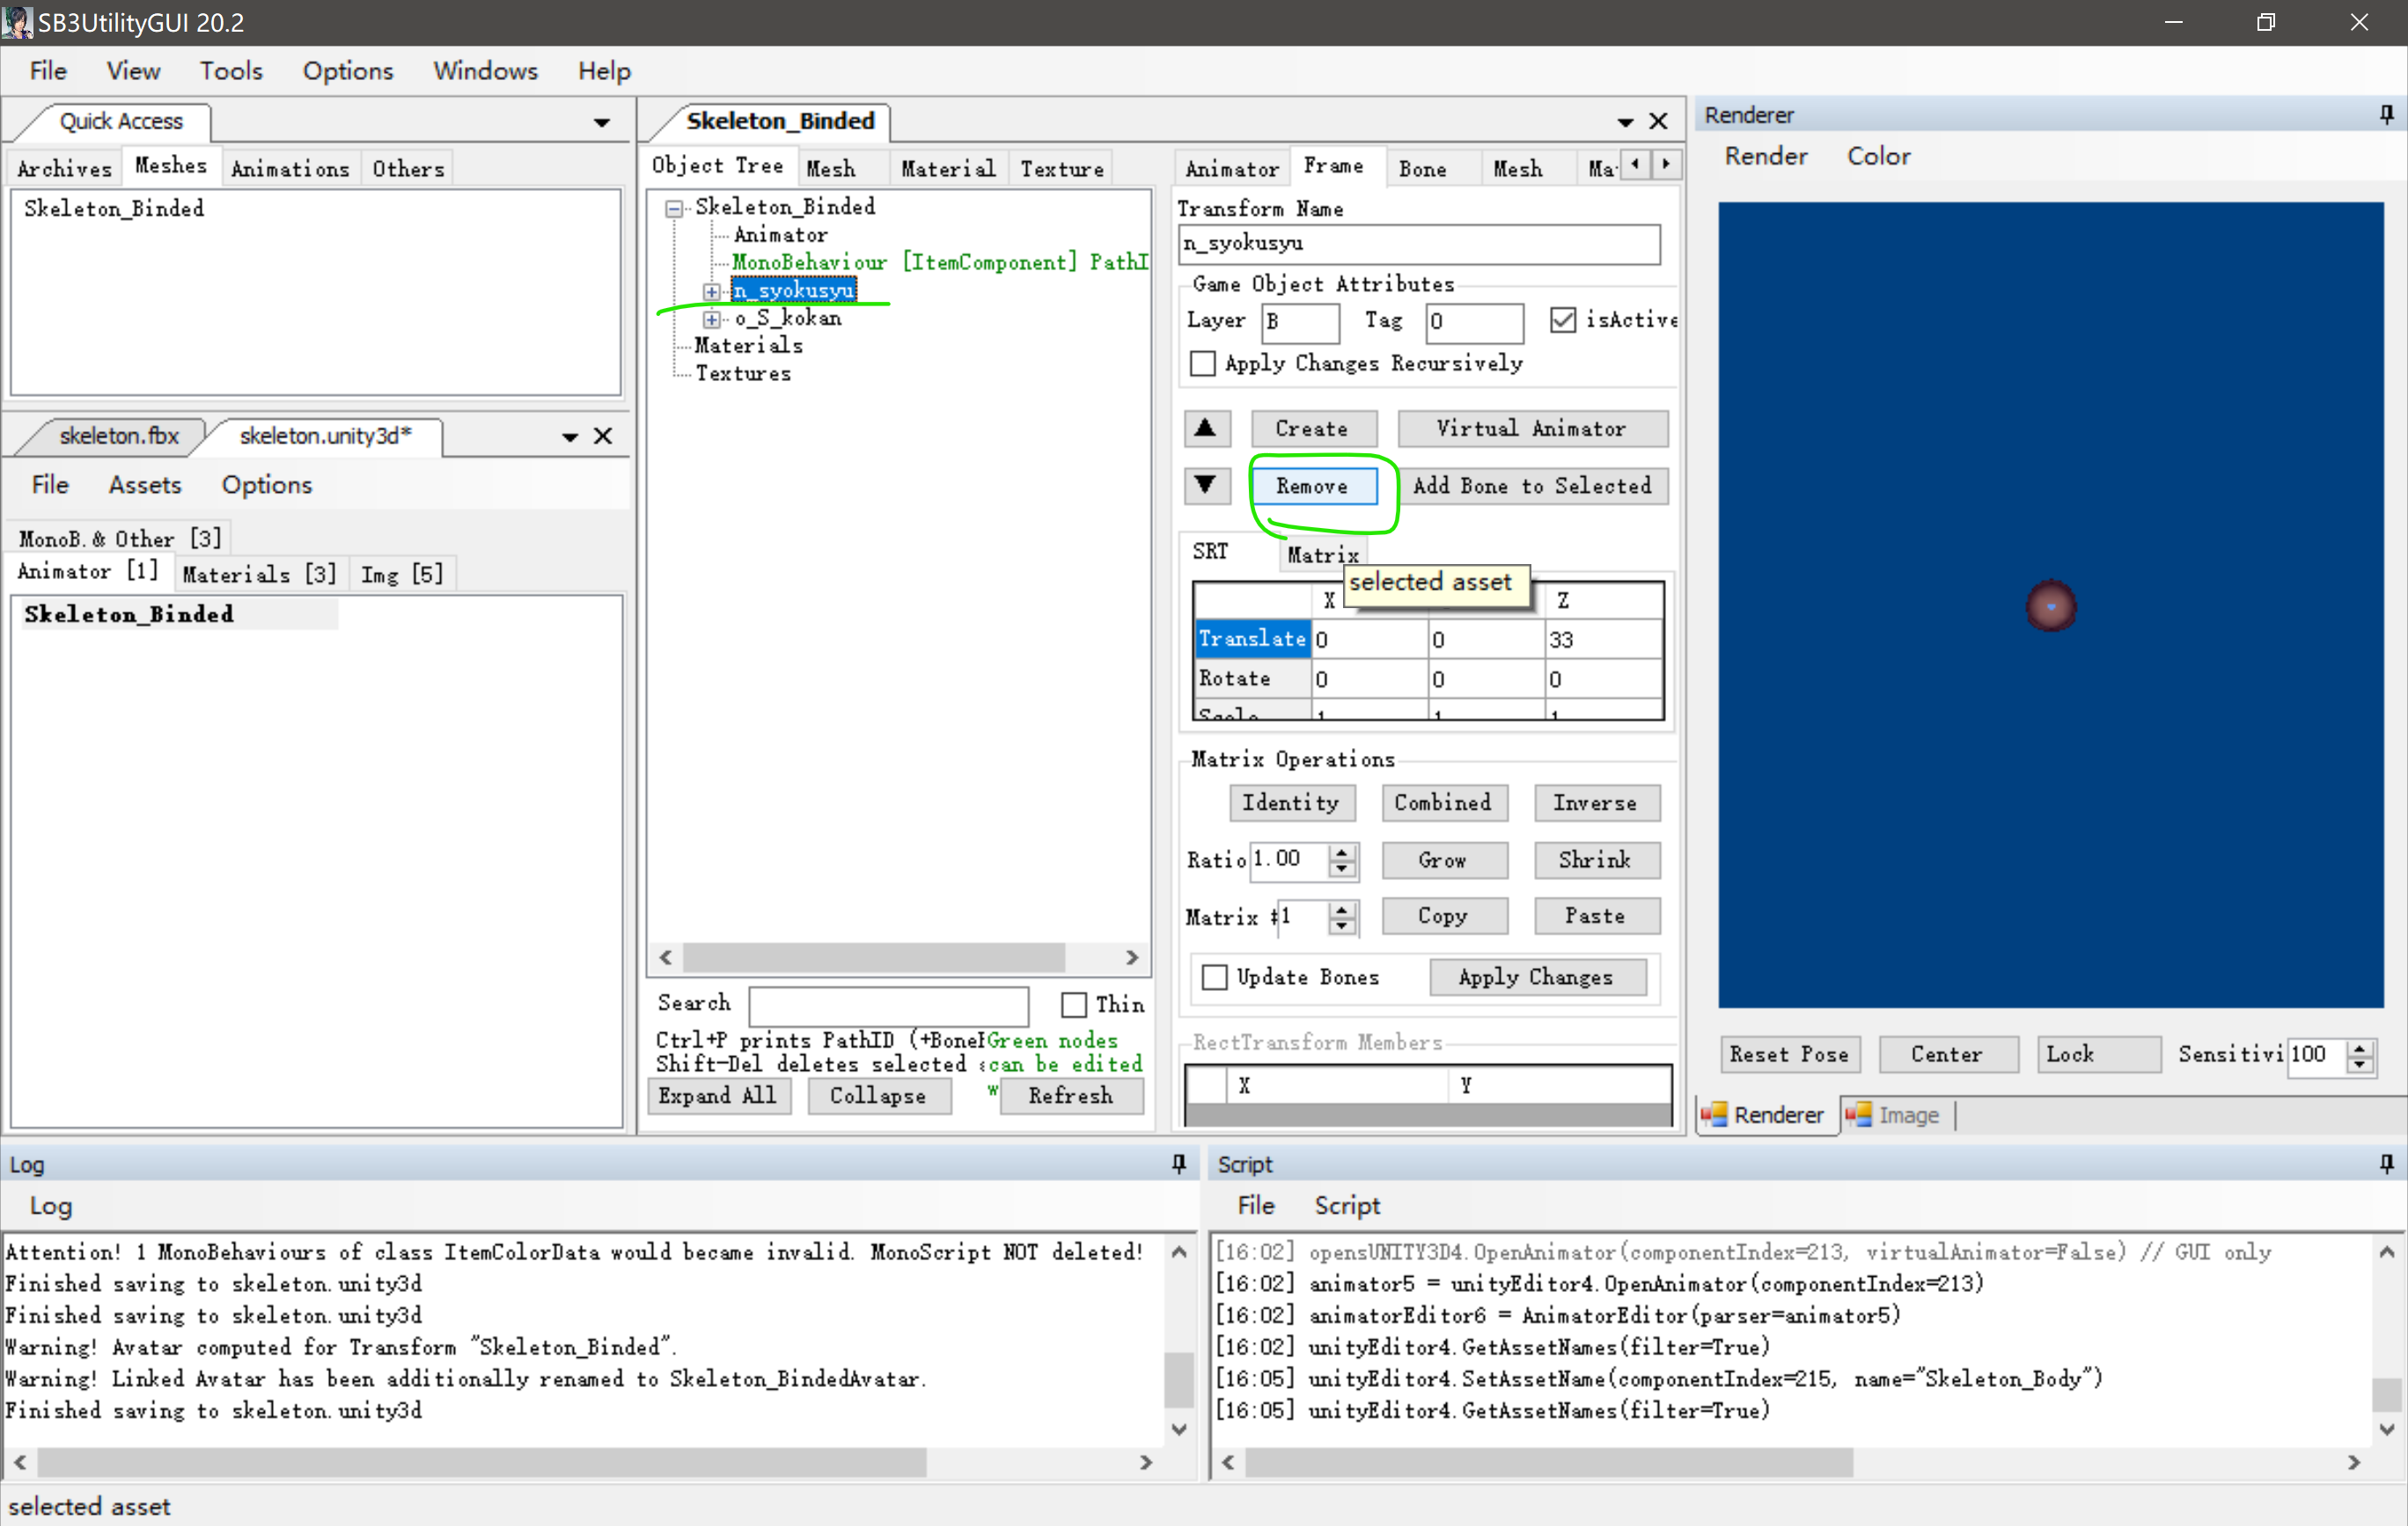 SB3UtilityGUI 20.2
File View Tools Options Windows Help
Quick Access
Archives Meshes Animations Others
Skeleton_Binded
skeleton.fbx skeleton.unity3d*
File Assets Options
MonoB.& Other [3]
Animator [1] Materials [3] Img [5]
Skeleton_Binded
Skeleton_Binded
Object Tree Mesh Material Texture
Skeleton_Binded
Animator
MonoBehaviour [ItemComponent] PathI
n_syokusyu
o_S_kokan
Materials
Textures
Search Thin
Ctrl+P prints PathID (+Bone
Green nodes
Shift-Del deletes selected
can be edited
w
Expand All Collapse Refresh
Animator Frame Bone Mesh Ma
Transform Name
n_syokusyu
Game Object Attributes
Layer B Tag 0 isActive
Apply Changes Recursively
Create Virtual Animator
Remove Add Bone to Selected
SRT Matrix
selected asset
X Z
Translate 0 0 33
Rotate 0 0 0
Scale 1 1 1
Matrix Operations
Identity Combined Inverse
Ratio 1.00 Grow Shrink
Matrix 1 Copy Paste
Update Bones Apply Changes
RectTransform Members
X Y
Renderer
Render Color
Reset Pose Center Lock Sensitivi 100
Renderer Image
Log
Log
Attention! 1 MonoBehaviours of class ItemColorData would became invalid. MonoScript NOT deleted!
Finished saving to skeleton.unity3d
Finished saving to skeleton.unity3d
Warning! Avatar computed for Transform "Skeleton_Binded".
Warning! Linked Avatar has been additionally renamed to Skeleton_BindedAvatar.
Finished saving to skeleton.unity3d
Script
File Script
[16:02] opensUNITY3D4.OpenAnimator(componentIndex=213, virtualAnimator=False) // GUI only
[16:02] animator5 = unityEditor4.OpenAnimator(componentIndex=213)
[16:02] animatorEditor6 = AnimatorEditor(parser=animator5)
[16:02] unityEditor4.GetAssetNames(filter=True)
[16:05] unityEditor4.SetAssetName(componentIndex=215, name="Skeleton_Body")
[16:05] unityEditor4.GetAssetNames(filter=True)
selected asset